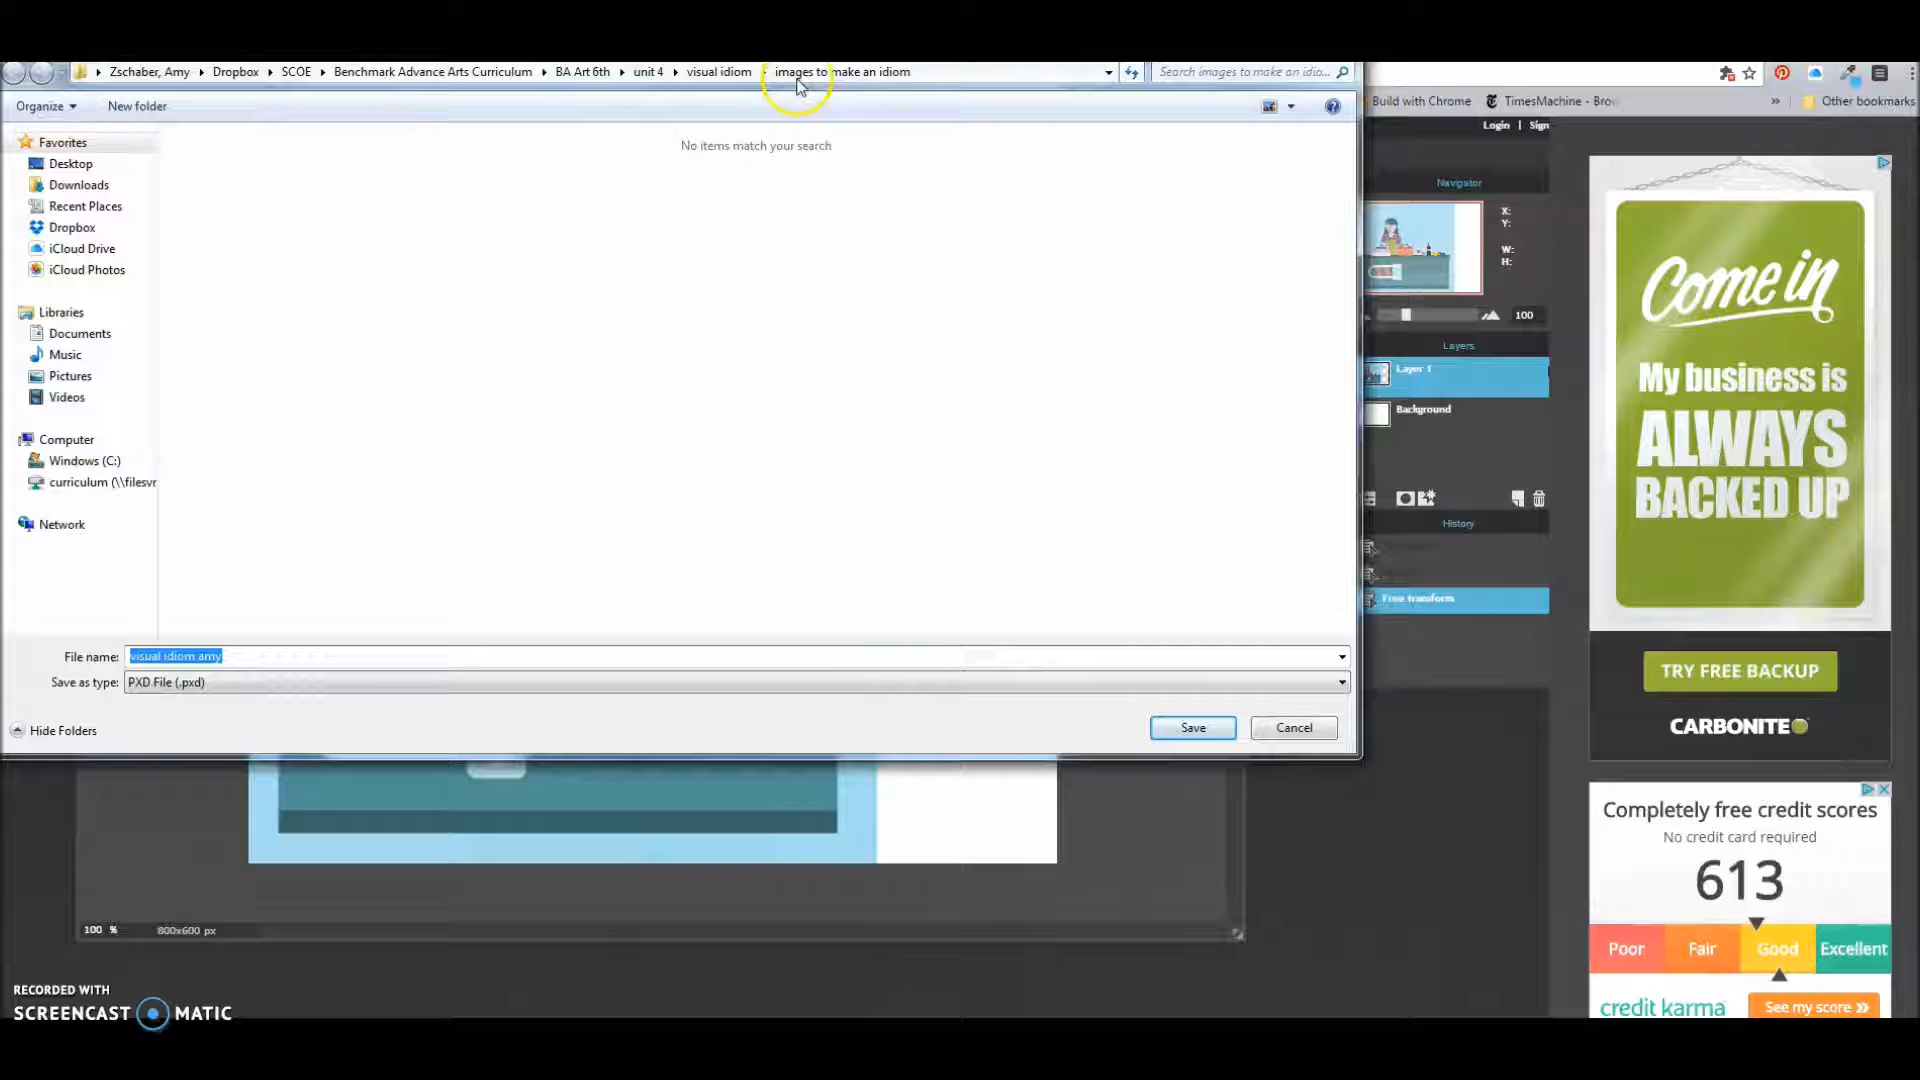 Zschaber, Amy Dropbox SCOE Benchmark Advance Arts Curriculum BA Art 6th unit 4 visual idiom images to make an idiom
Search images to make an idio...
Organize New folder
Build with Chrome TimesMachine - Brow
» Other bookmarks
Login | Sign
No items match your search
Favorites
Desktop
Downloads
Recent Places
Dropbox
iCloud Drive
iCloud Photos
Libraries
Documents
Music
Pictures
Videos
Computer
Windows (C:)
curriculum (\\filesvr
Network
File name: visual idiom amy
Save as type: PXD File (.pxd)
Hide Folders
Save Cancel
Navigator
X:
Y:
W:
H:
100
Layers
Layer 1
Background
History
Free transform
100 % 800x600 px
Come in
My business is
ALWAYS
BACKED UP
TRY FREE BACKUP
CARBONITE
Completely free credit scores
No credit card required
613
Poor Fair Good Excellent
credit karma See my score »
RECORDED WITH
SCREENCAST MATIC